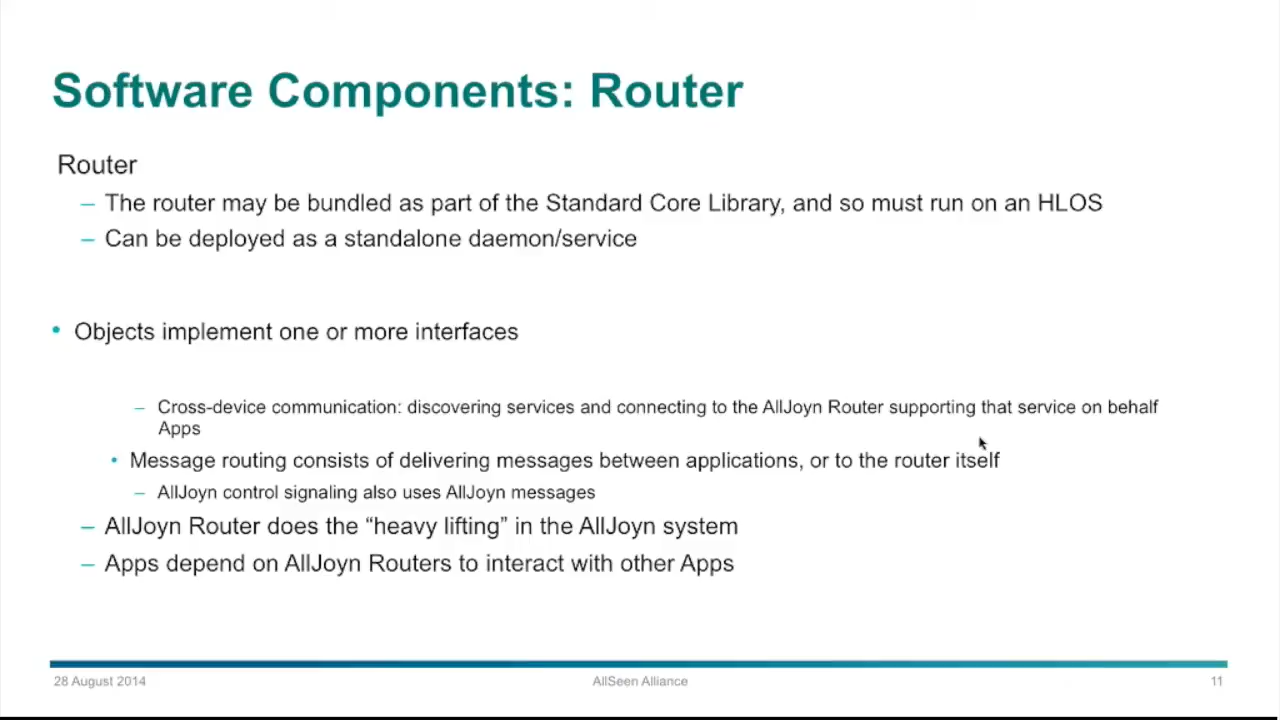 Software Components: Router
Router
– The router may be bundled as part of the Standard Core Library, and so must run on an HLOS
– Can be deployed as a standalone daemon/service
• Objects implement one or more interfaces
– Cross-device communication: discovering services and connecting to the AllJoyn Router supporting that service on behalf
Apps
• Message routing consists of delivering messages between applications, or to the router itself
– AllJoyn control signaling also uses AllJoyn messages
– AllJoyn Router does the “heavy lifting” in the AllJoyn system
– Apps depend on AllJoyn Routers to interact with other Apps
28 August 2014
AllSeen Alliance
11